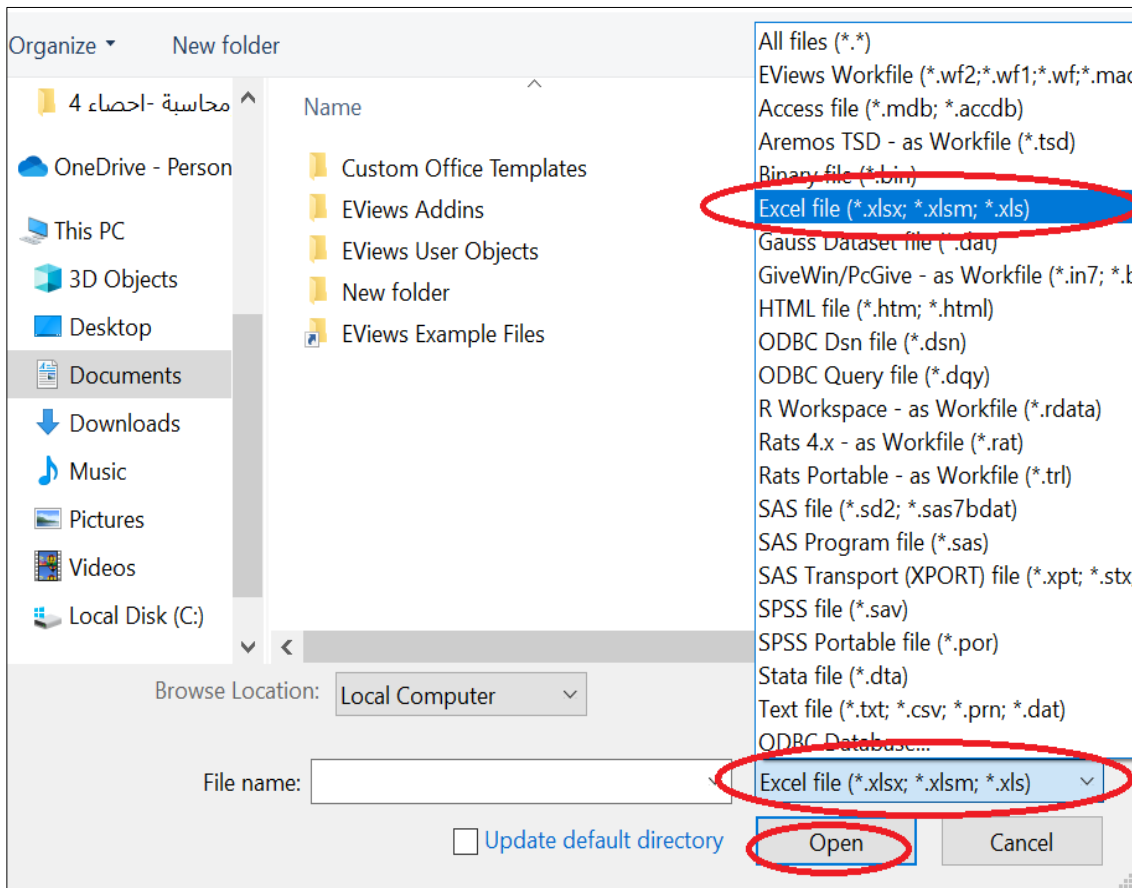 Organize
New folder
محاسبة -احصاء 4
OneDrive - Person
This PC
3D Objects
Desktop
Documents
Downloads
Music
Pictures
Videos
Local Disk (C:)
Name
Custom Office Templates
EViews Addins
EViews User Objects
New folder
EViews Example Files
All files (*.*)
EViews Workfile (*.wf2;*.wf1;*.wf;*.mac
Access file (*.mdb; *.accdb)
Aremos TSD - as Workfile (*.tsd)
Binary file (*.bin)
Excel file (*.xlsx; *.xlsm; *.xls)
Gauss Dataset file (*.dat)
GiveWin/PcGive - as Workfile (*.in7; *.b
HTML file (*.htm; *.html)
ODBC Dsn file (*.dsn)
ODBC Query file (*.dqy)
R Workspace - as Workfile (*.rdata)
Rats 4.x - as Workfile (*.rat)
Rats Portable - as Workfile (*.trl)
SAS file (*.sd2; *.sas7bdat)
SAS Program file (*.sas)
SAS Transport (XPORT) file (*.xpt; *.stx
SPSS file (*.sav)
SPSS Portable file (*.por)
Stata file (*.dta)
Text file (*.txt; *.csv; *.prn; *.dat)
ODBC Database...
Browse Location:
Local Computer
File name:
Excel file (*.xlsx; *.xlsm; *.xls)
Update default directory
Open
Cancel